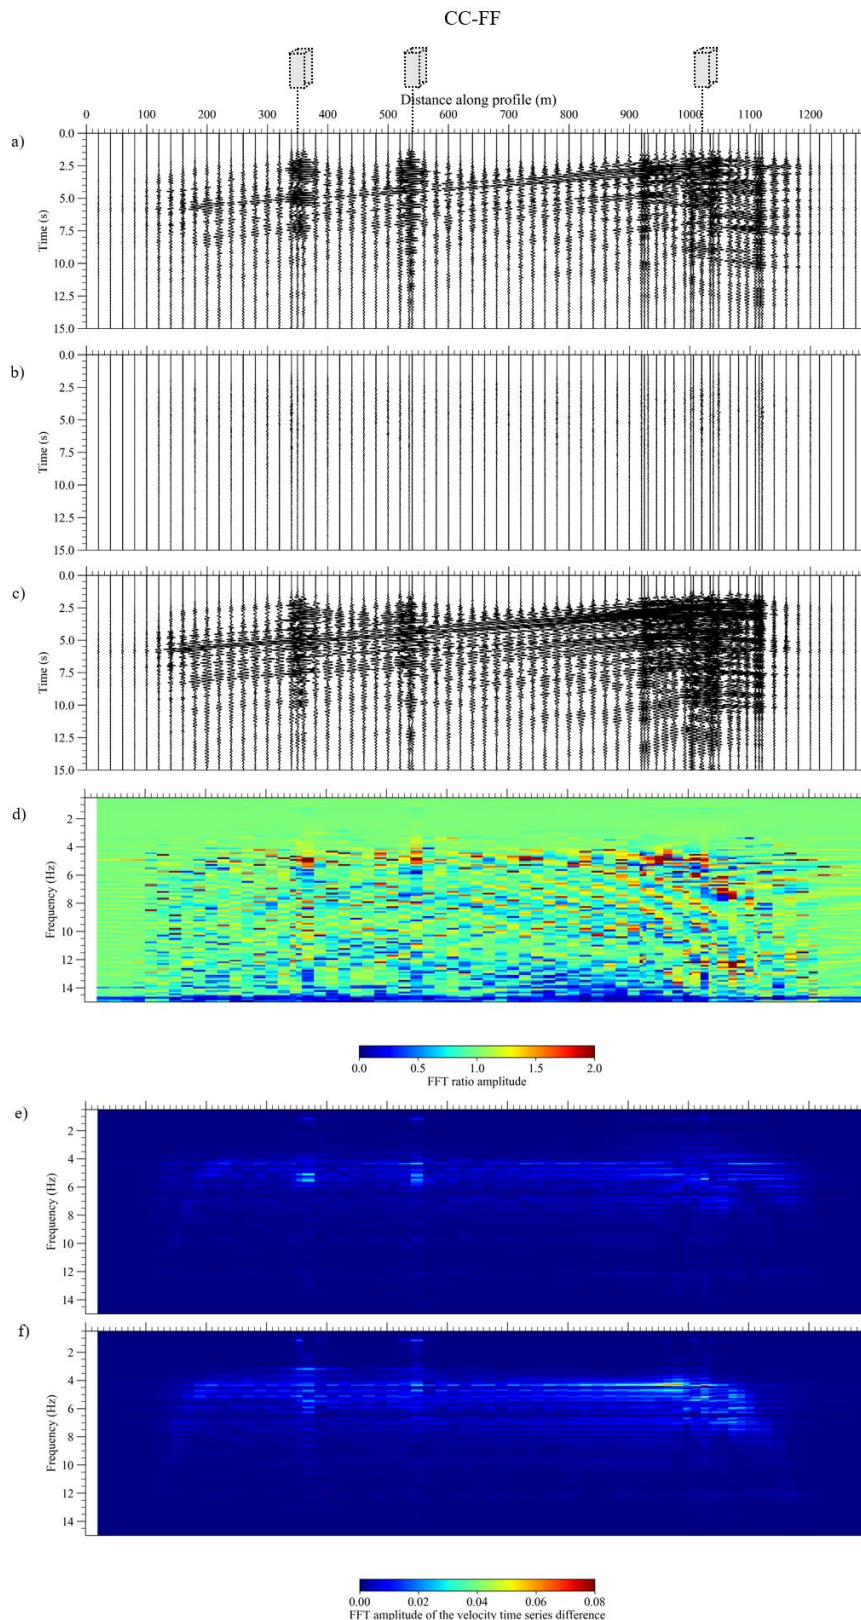 CC-FF
Distance along profile (m)
0 100 200 300 400 500 600 700 800 900 1000 1100 1200
a)
Time (s)
0.0
2.5
5.0
7.5
10.0
12.5
15.0
b)
Time (s)
0.0
2.5
5.0
7.5
10.0
12.5
15.0
c)
Time (s)
0.0
2.5
5.0
7.5
10.0
12.5
15.0
d)
Frequency (Hz)
2
4
6
8
10
12
14
0.0 0.5 1.0 1.5 2.0
FFT ratio amplitude
e)
Frequency (Hz)
2
4
6
8
10
12
14
f)
Frequency (Hz)
2
4
6
8
10
12
14
0.00 0.02 0.04 0.06 0.08
FFT amplitude of the velocity time series difference